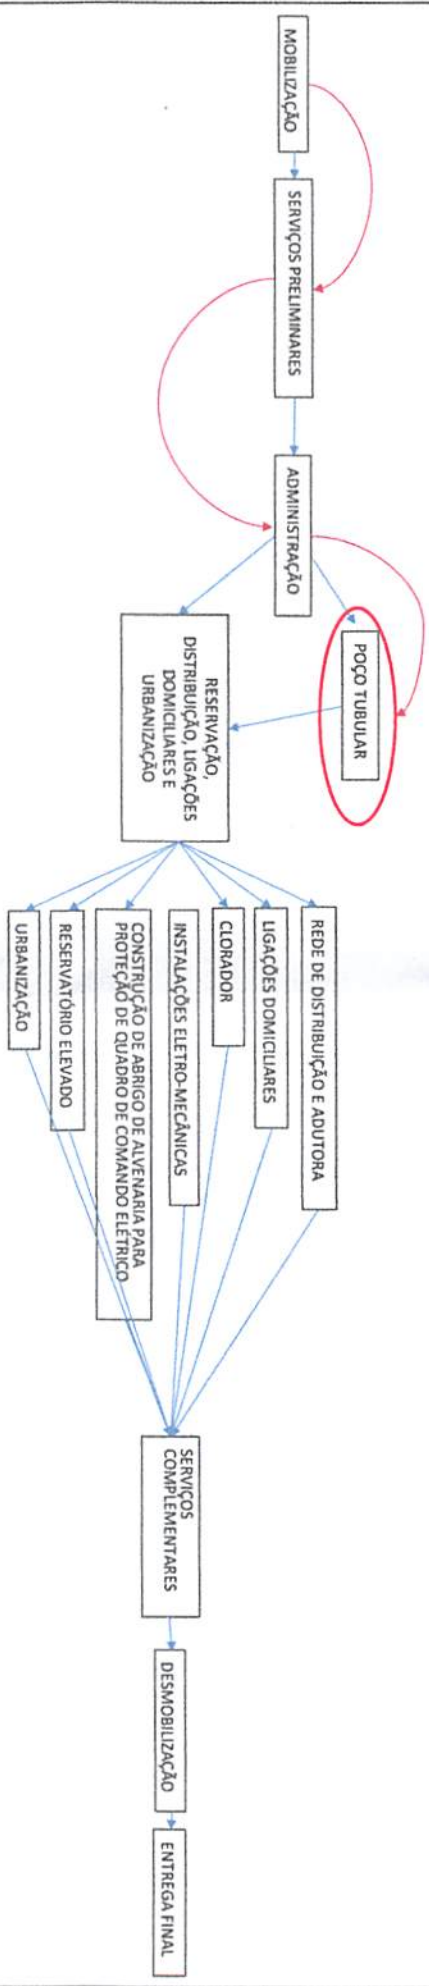 MOBILIZAÇÃO
SERVIÇOS PRELIMINARES
ADMINISTRAÇÃO
POÇO TUBULAR
RESERVAÇÃO,
DISTRIBUIÇÃO, LIGAÇÕES
DOMICILIARES E
URBANIZAÇÃO
REDE DE DISTRIBUIÇÃO E ADUTORA
LIGAÇÕES DOMICILIARES
CLORADOR
INSTALAÇÕES ELETRO-MECÂNICAS
CONSTRUÇÃO DE ABRIGO DE ALVENARIA PARA
PROTEÇÃO DE QUADRO DE COMANDO ELÉTRICO
RESERVATÓRIO ELEVADO
URBANIZAÇÃO
SERVIÇOS
COMPLEMENTARES
DESMOBILIZAÇÃO
ENTREGA FINAL